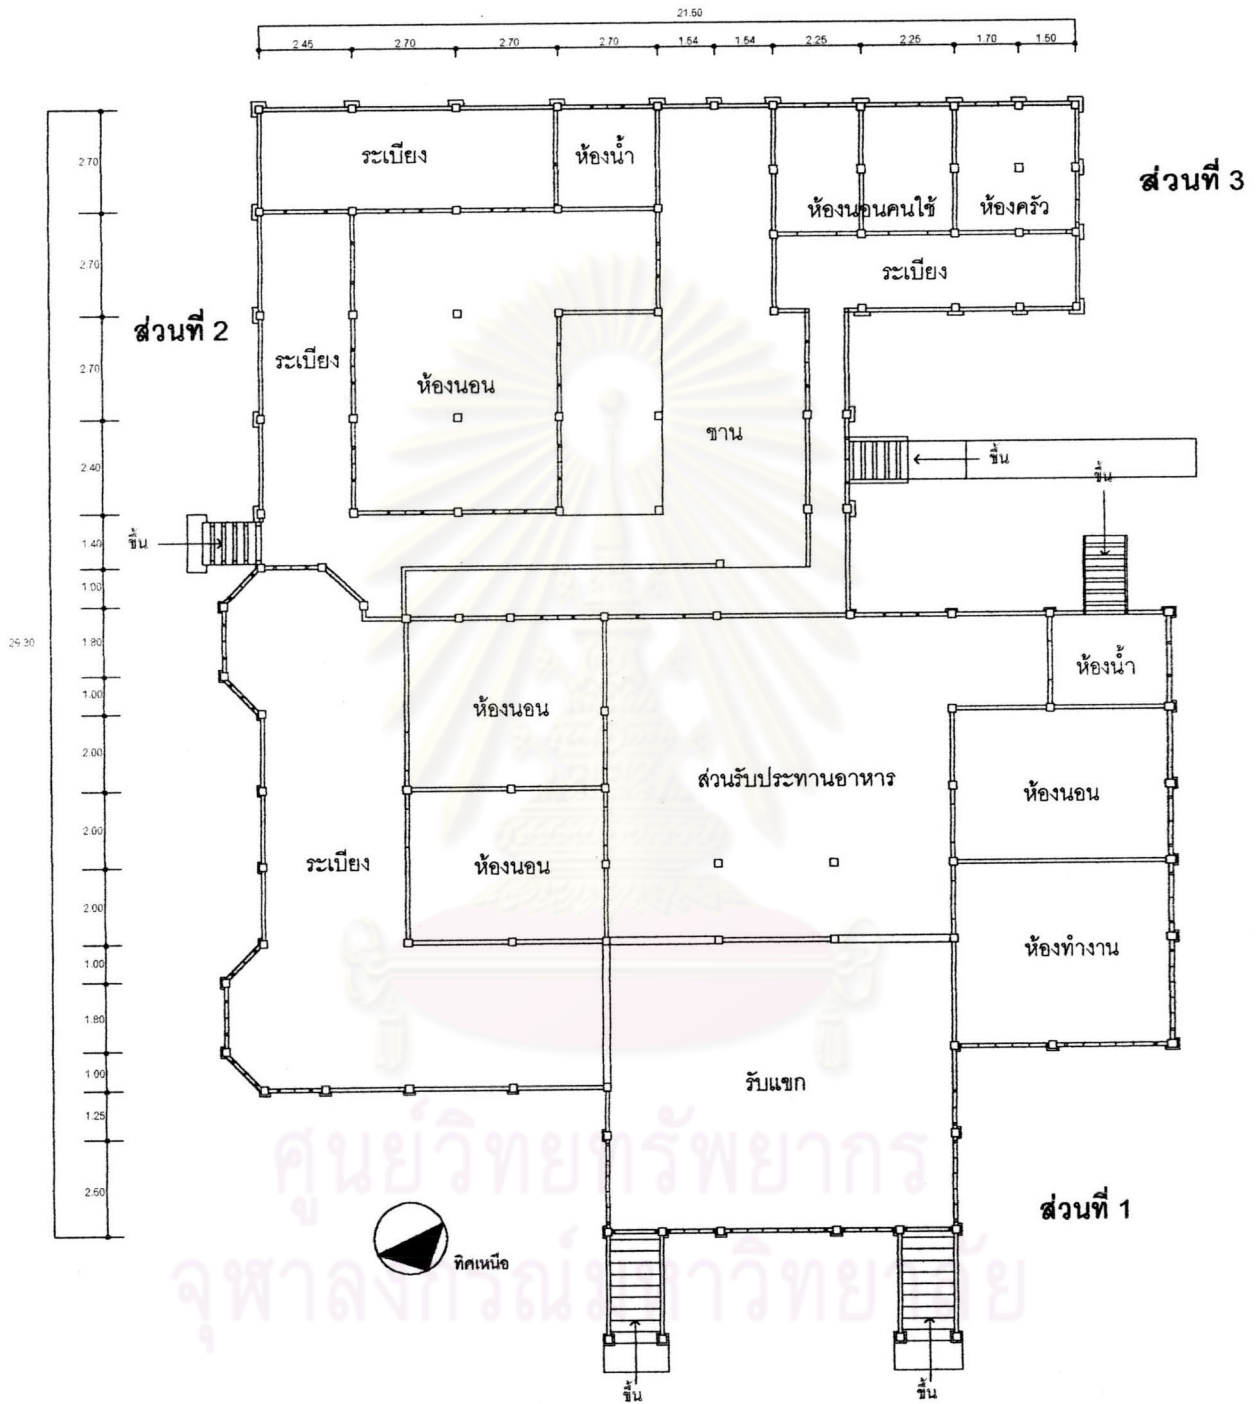 21.50
2.45 2.70 2.70 2.70 1.54 1.54 2.25 2.25 1.70 1.50
2.70
ระเบียง
ห้องน้ำ
ส่วนที่ 3
ห้องนอนคนใช้
ห้องครัว
2.70
ระเบียง
ส่วนที่ 2
ระเบียง
2.70
ห้องนอน
ชาน
2.40
ขึ้น
ขึ้น
1.40
ขึ้น
1.00
29.30
1.80
ห้องน้ำ
1.00
ห้องนอน
2.00
ส่วนรับประทานอาหาร
ห้องนอน
2.00
ระเบียง
ห้องนอน
2.00
ห้องทำงาน
1.00
1.80
1.00
รับแขก
1.25
ศูนย์วิทยทรัพยากร
2.50
ส่วนที่ 1
ทิศเหนือ
จุฬาลงกรณ์มหาวิทยาลัย
ขึ้น
ขึ้น